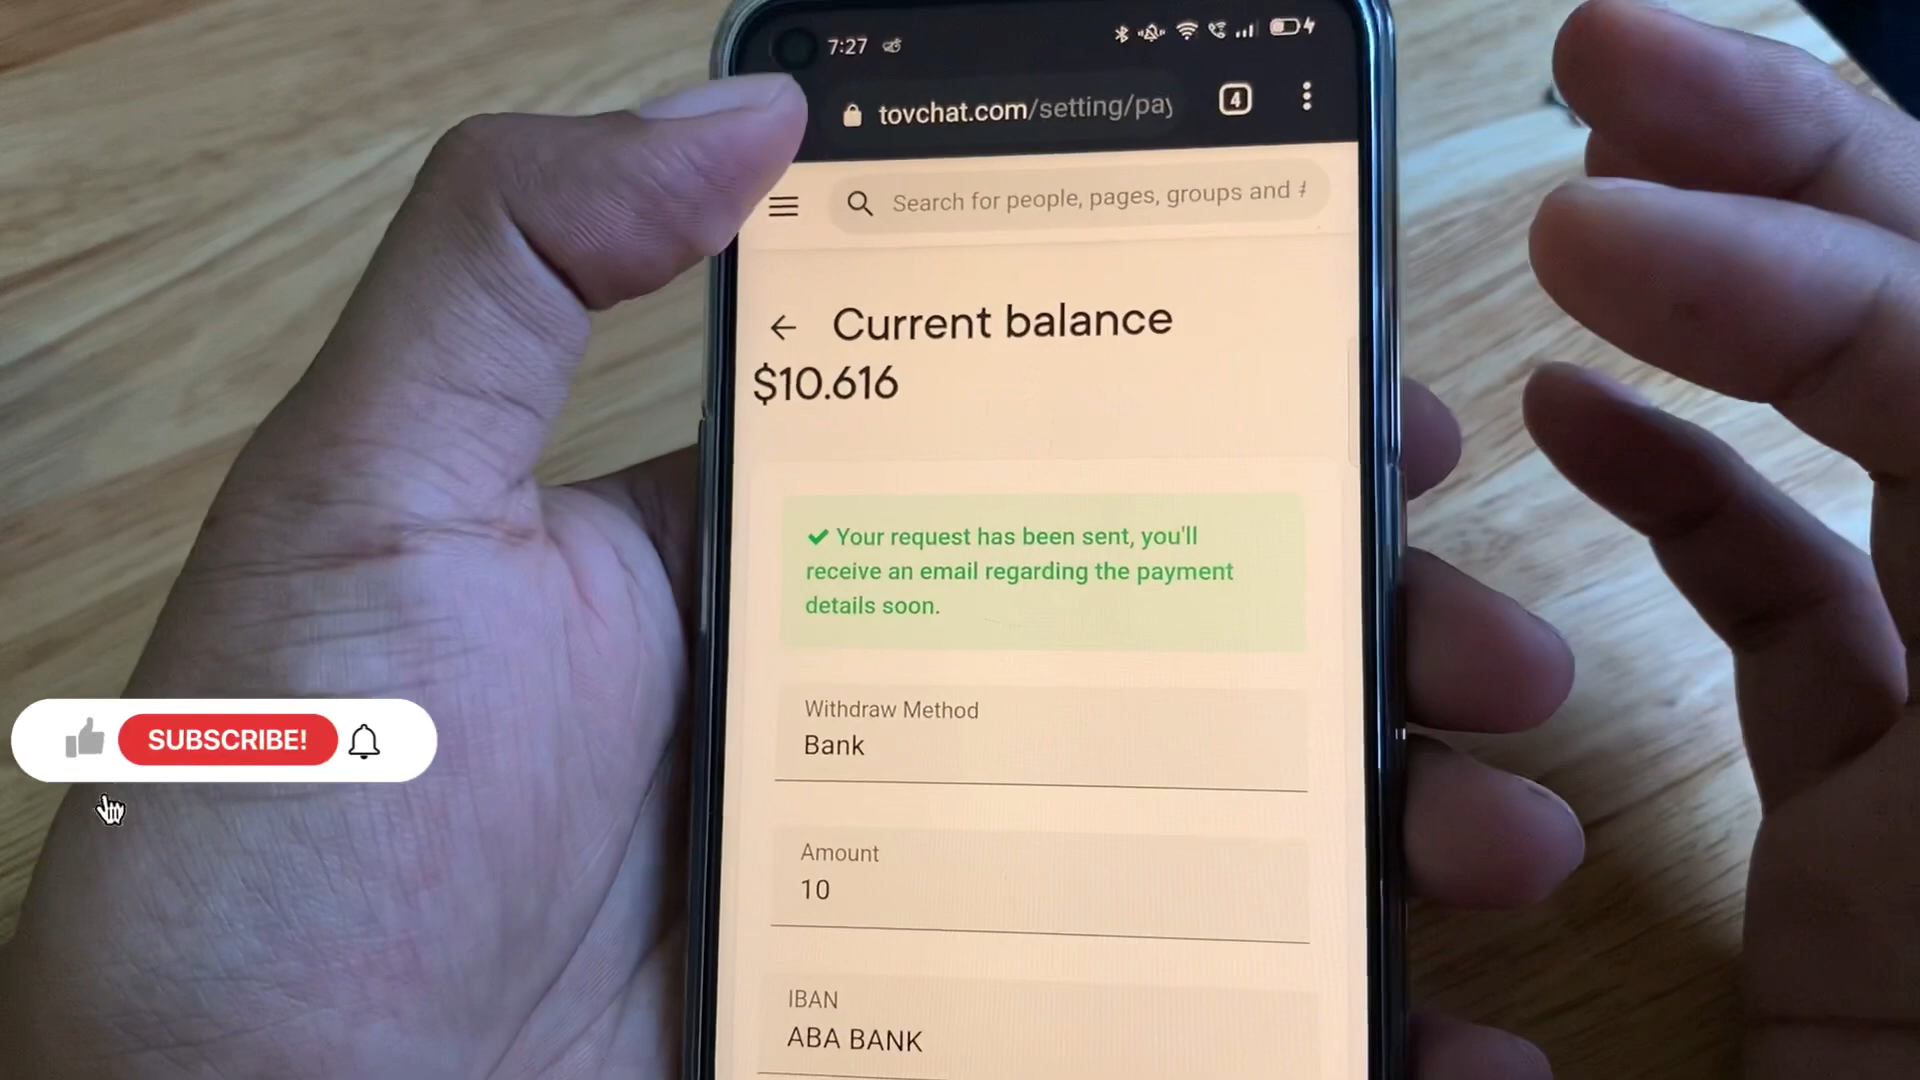 7:27
tovchat.com/setting/pay
4
Search for people, pages, groups and #
Current balance
$10.616
Your request has been sent, you'll
receive an email regarding the payment
details soon.
Withdraw Method
Bank
Amount
10
IBAN
ABA BANK
SUBSCRIBE!